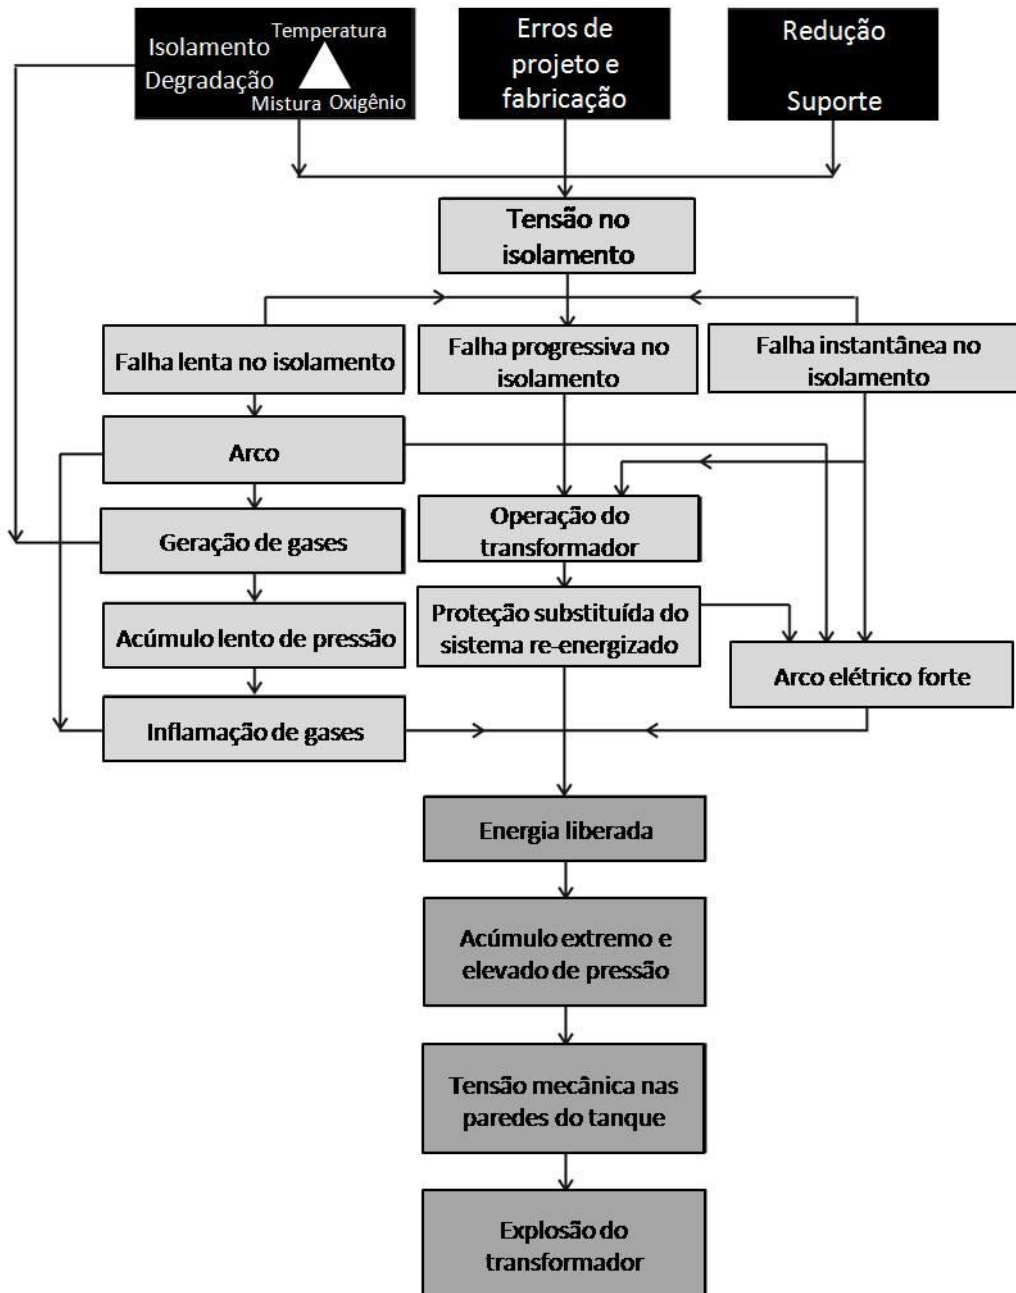 Temperatura
Isolamento
Degradação
Mistura Oxigênio
Erros de
projeto e
fabricação
Redução
Suporte
Tensão no
isolamento
Falha lenta no isolamento
Falha progressiva no
isolamento
Falha instantânea no
isolamento
Arco
Geração de gases
Operação do
transformador
Acúmulo lento de pressão
Proteção substituída do
sistema re-energizado
Arco elétrico forte
Inflamação de gases
Energia liberada
Acúmulo extremo e
elevado de pressão
Tensão mecânica nas
paredes do tanque
Explosão do
transformador